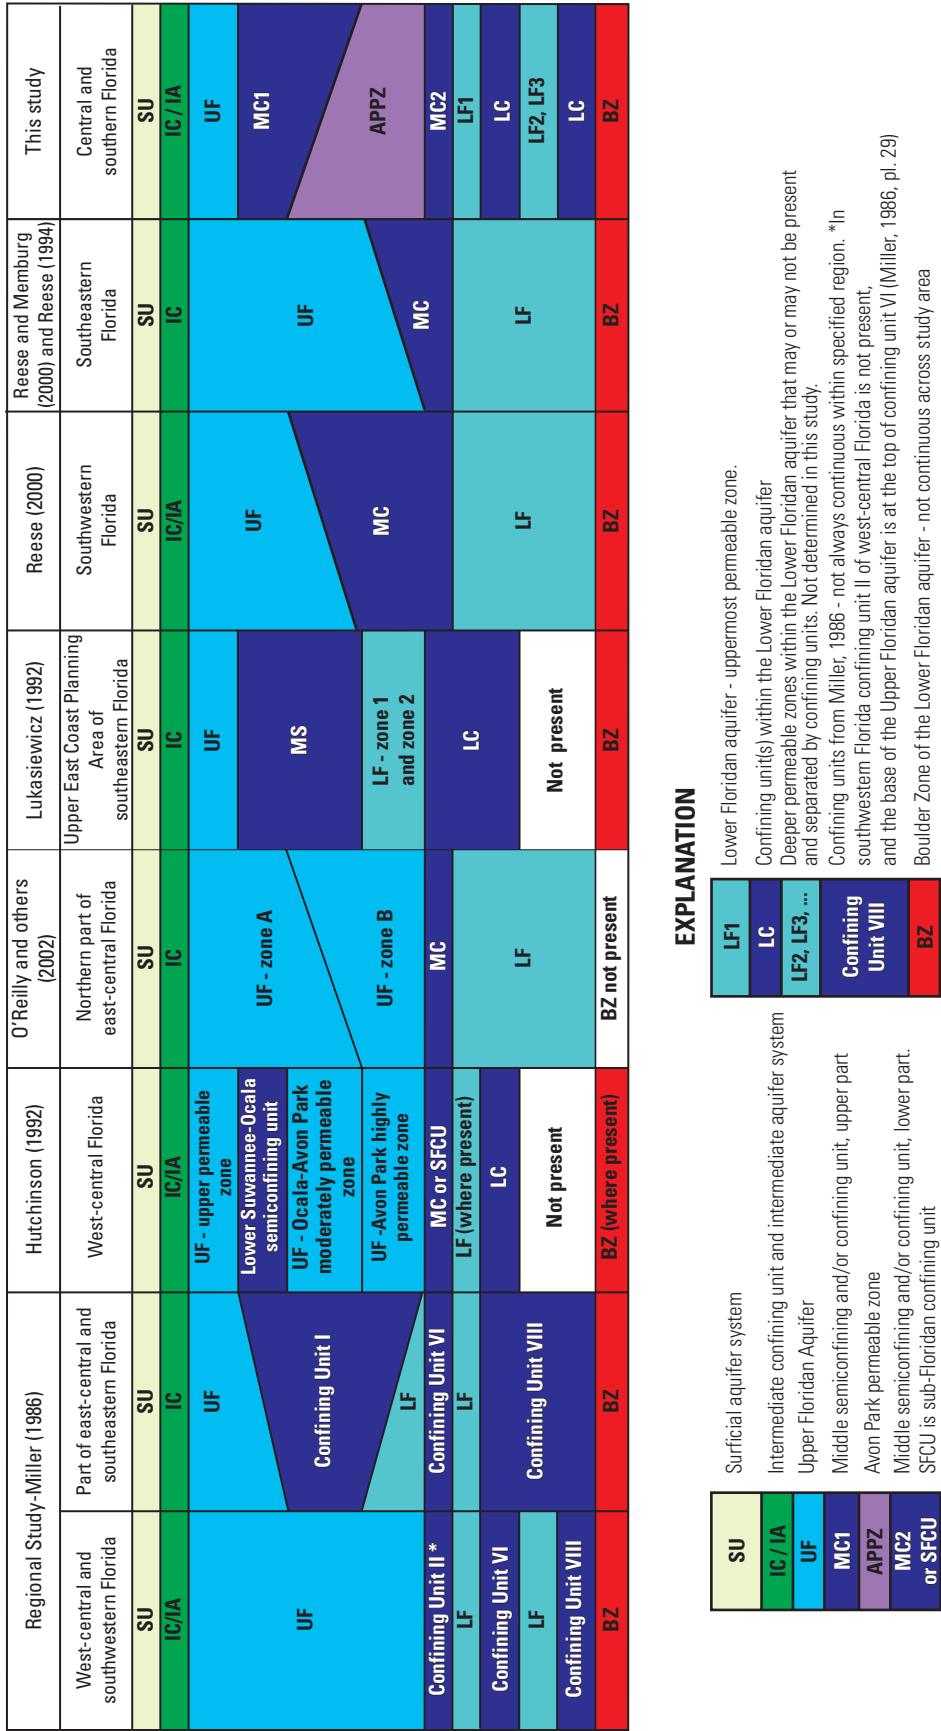 Regional Study-Miller (1986)
Hutchinson (1992)
O'Reilly and others
(2002)
Lukasiewicz (1992)
Reese (2000)
Reese and Memburg
(2000) and Reese (1994)
This study
West-central and
southwestern Florida
Part of east-central and
southeastern Florida
West-central Florida
Northern part of
east-central Florida
Upper East Coast Planning
Area of
southeastern Florida
Southwestern
Florida
Southeastern
Florida
Central and
southern Florida
SU
SU
SU
SU
SU
SU
SU
SU
IC/IA
IC
IC/IA
IC
IC
IC/IA
IC
IC / IA
UF
Confining Unit II *
LF
Confining Unit VI
LF
Confining Unit VIII
BZ
UF
Confining Unit I
LF
Confining Unit VI
LF
Confining Unit VIII
BZ
UF - upper permeable
zone
Lower Suwannee-Ocala
semiconfining unit
UF - Ocala-Avon Park
moderately permeable
zone
UF -Avon Park highly
permeable zone
MC or SFCU
LF (where present)
LC
Not present
BZ (where present)
UF - zone A
UF - zone B
MC
LF
BZ not present
UF
MS
LF - zone 1
and zone 2
LC
Not present
BZ
UF
MC
LF
BZ
UF
MC
LF
BZ
UF
MC1
APPZ
MC2
LF1
LC
LF2, LF3
LC
BZ
EXPLANATION
SU
Surficial aquifer system
IC / IA
Intermediate confining unit and intermediate aquifer system
UF
Upper Floridan Aquifer
MC1
Middle semiconfining and/or confining unit, upper part
APPZ
Avon Park permeable zone
MC2
or SFCU
Middle semiconfining and/or confining unit, lower part.
SFCU is sub-Floridan confining unit
LF1
Lower Floridan aquifer - uppermost permeable zone.
LC
Confining unit(s) within the Lower Floridan aquifer
LF2, LF3, ...
Deeper permeable zones within the Lower Floridan aquifer that may or may not be present
and separated by confining units. Not determined in this study.
Confining
Unit VIII
Confining units from Miller, 1986 - not always continuous within specified region. *In
southwestern Florida confining unit II of west-central Florida is not present,
and the base of the Upper Floridan aquifer is at the top of confining unit VI (Miller, 1986, pl. 29)
BZ
Boulder Zone of the Lower Floridan aquifer - not continuous across study area